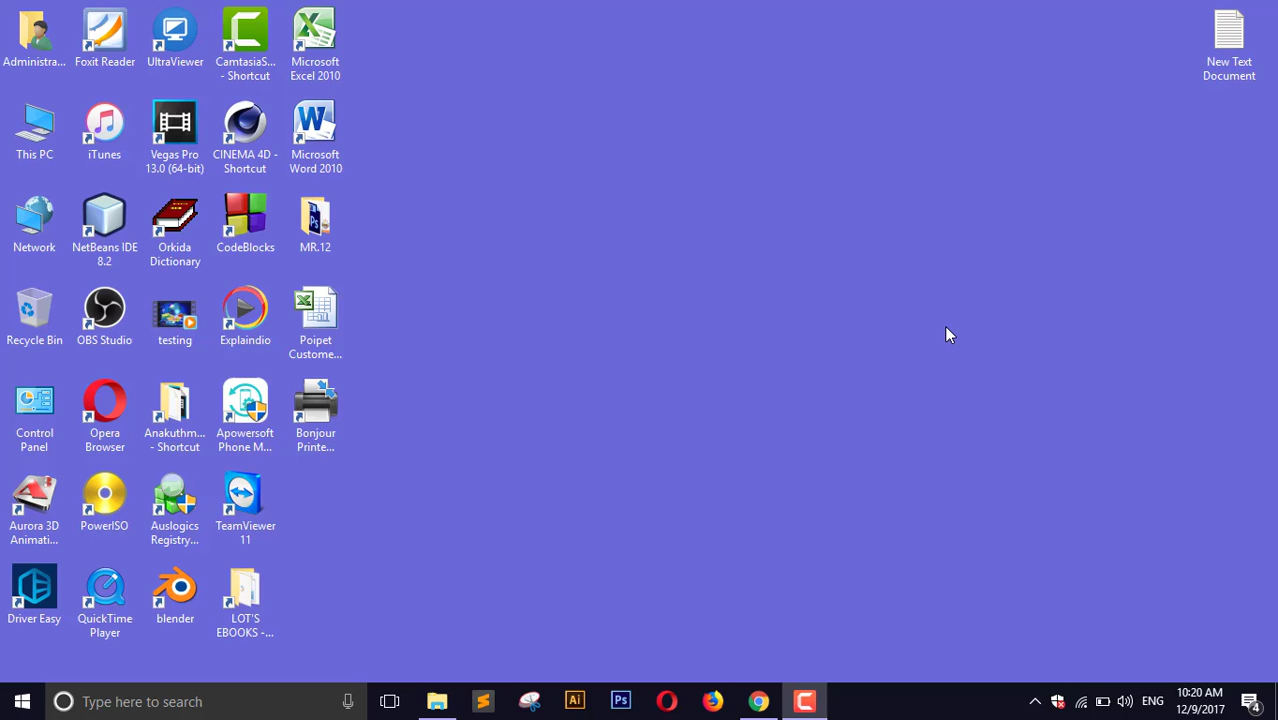 Administra...
Foxit Reader
UltraViewer
CamtasiaS...
- Shortcut
Microsoft
Excel 2010
New Text
Document
This PC
iTunes
Vegas Pro
13.0 (64-bit)
CINEMA 4D -
Shortcut
Microsoft
Word 2010
Network
NetBeans IDE
8.2
Orkida
Dictionary
CodeBlocks
MR.12
Recycle Bin
OBS Studio
testing
Explaindio
Poipet
Custome...
Control
Panel
Opera
Browser
Anakuthm...
- Shortcut
Apowersoft
Phone M...
Bonjour
Printe...
Aurora 3D
Animati...
PowerISO
Auslogics
Registry...
TeamViewer
11
Driver Easy
QuickTime
Player
blender
LOT'S
EBOOKS -...
Type here to search
Ai
Ps
ENG
10:20 AM
12/9/2017
4